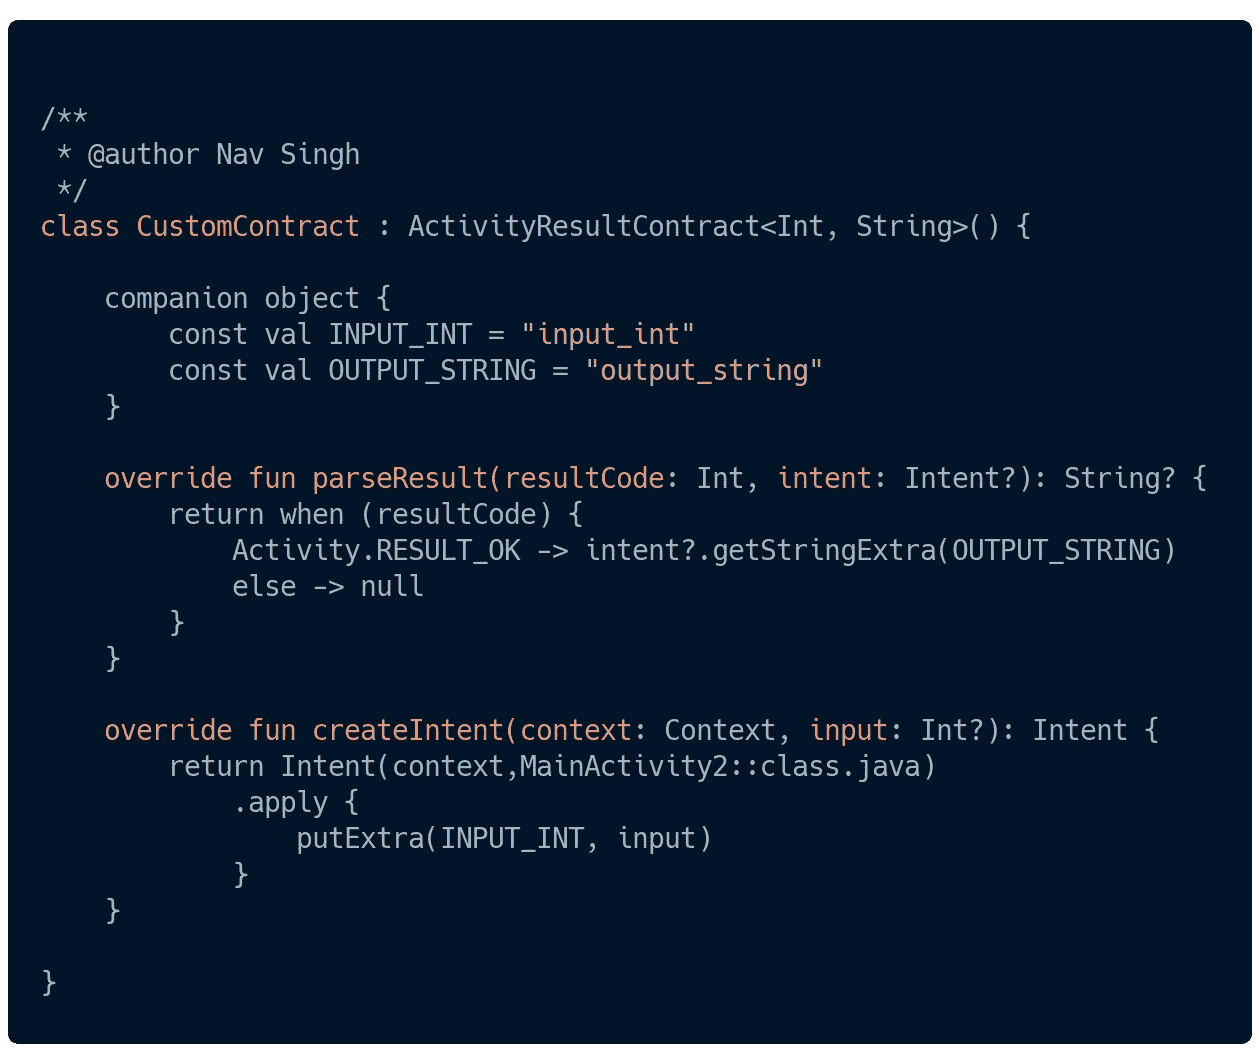 /**
 * @author Nav Singh
 */
class CustomContract : ActivityResultContract<Int, String>() {

    companion object {
        const val INPUT_INT = "input_int"
        const val OUTPUT_STRING = "output_string"
    }

    override fun parseResult(resultCode: Int, intent: Intent?): String? {
        return when (resultCode) {
            Activity.RESULT_OK -> intent?.getStringExtra(OUTPUT_STRING)
            else -> null
        }
    }

    override fun createIntent(context: Context, input: Int?): Intent {
        return Intent(context,MainActivity2::class.java)
            .apply {
                putExtra(INPUT_INT, input)
            }
    }

}